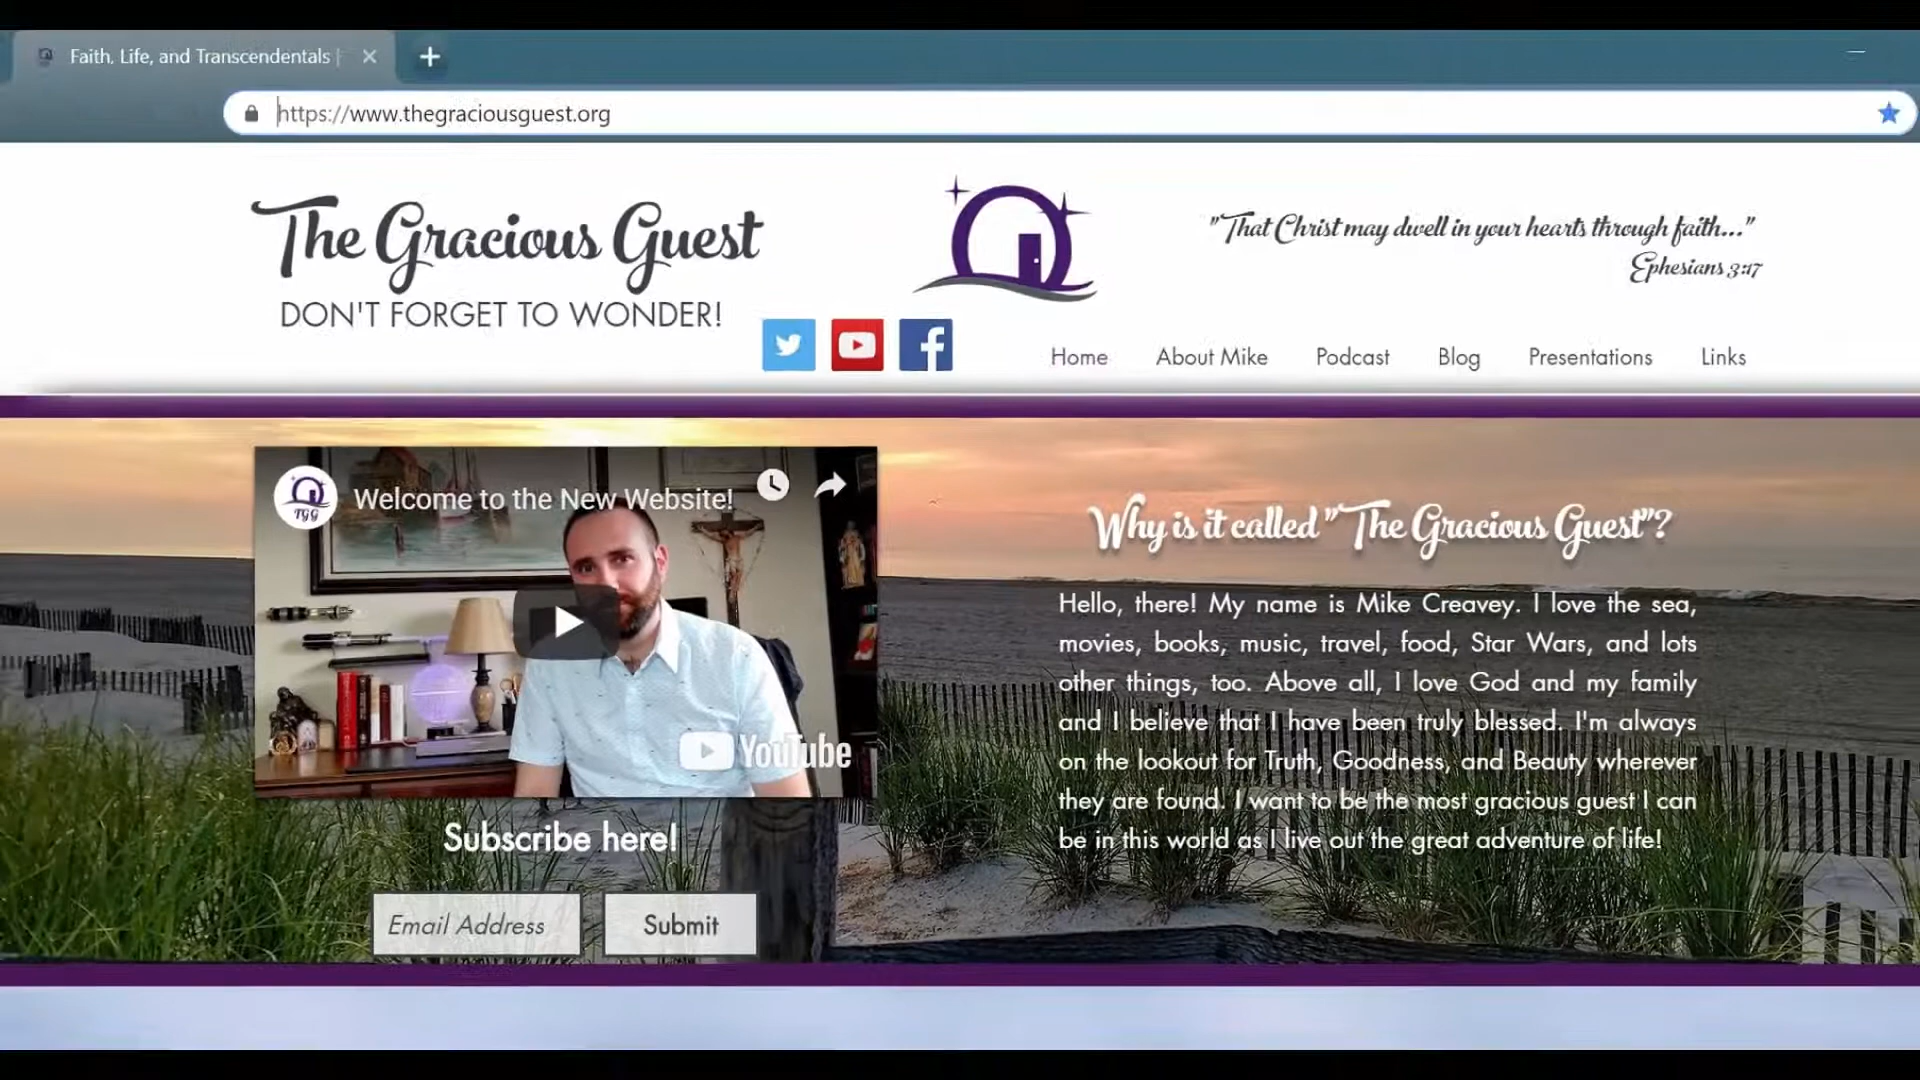 Faith, Life, and Transcendentals |
https://www.thegraciousguest.org
The Gracious Guest
DON'T FORGET TO WONDER!
"That Christ may dwell in your hearts through faith..."
Ephesians 3:17
Home About Mike Podcast Blog Presentations Links
TGG
Welcome to the New Website!
YouTube
Subscribe here!
Email Address
Submit
Why is it called "The Gracious Guest"?
Hello, there! My name is Mike Creavey. I love the sea,
movies, books, music, travel, food, Star Wars, and lots
other things, too. Above all, I love God and my family
and I believe that I have been truly blessed. I'm always
on the lookout for Truth, Goodness, and Beauty wherever
they are found. I want to be the most gracious guest I can
be in this world as I live out the great adventure of life!